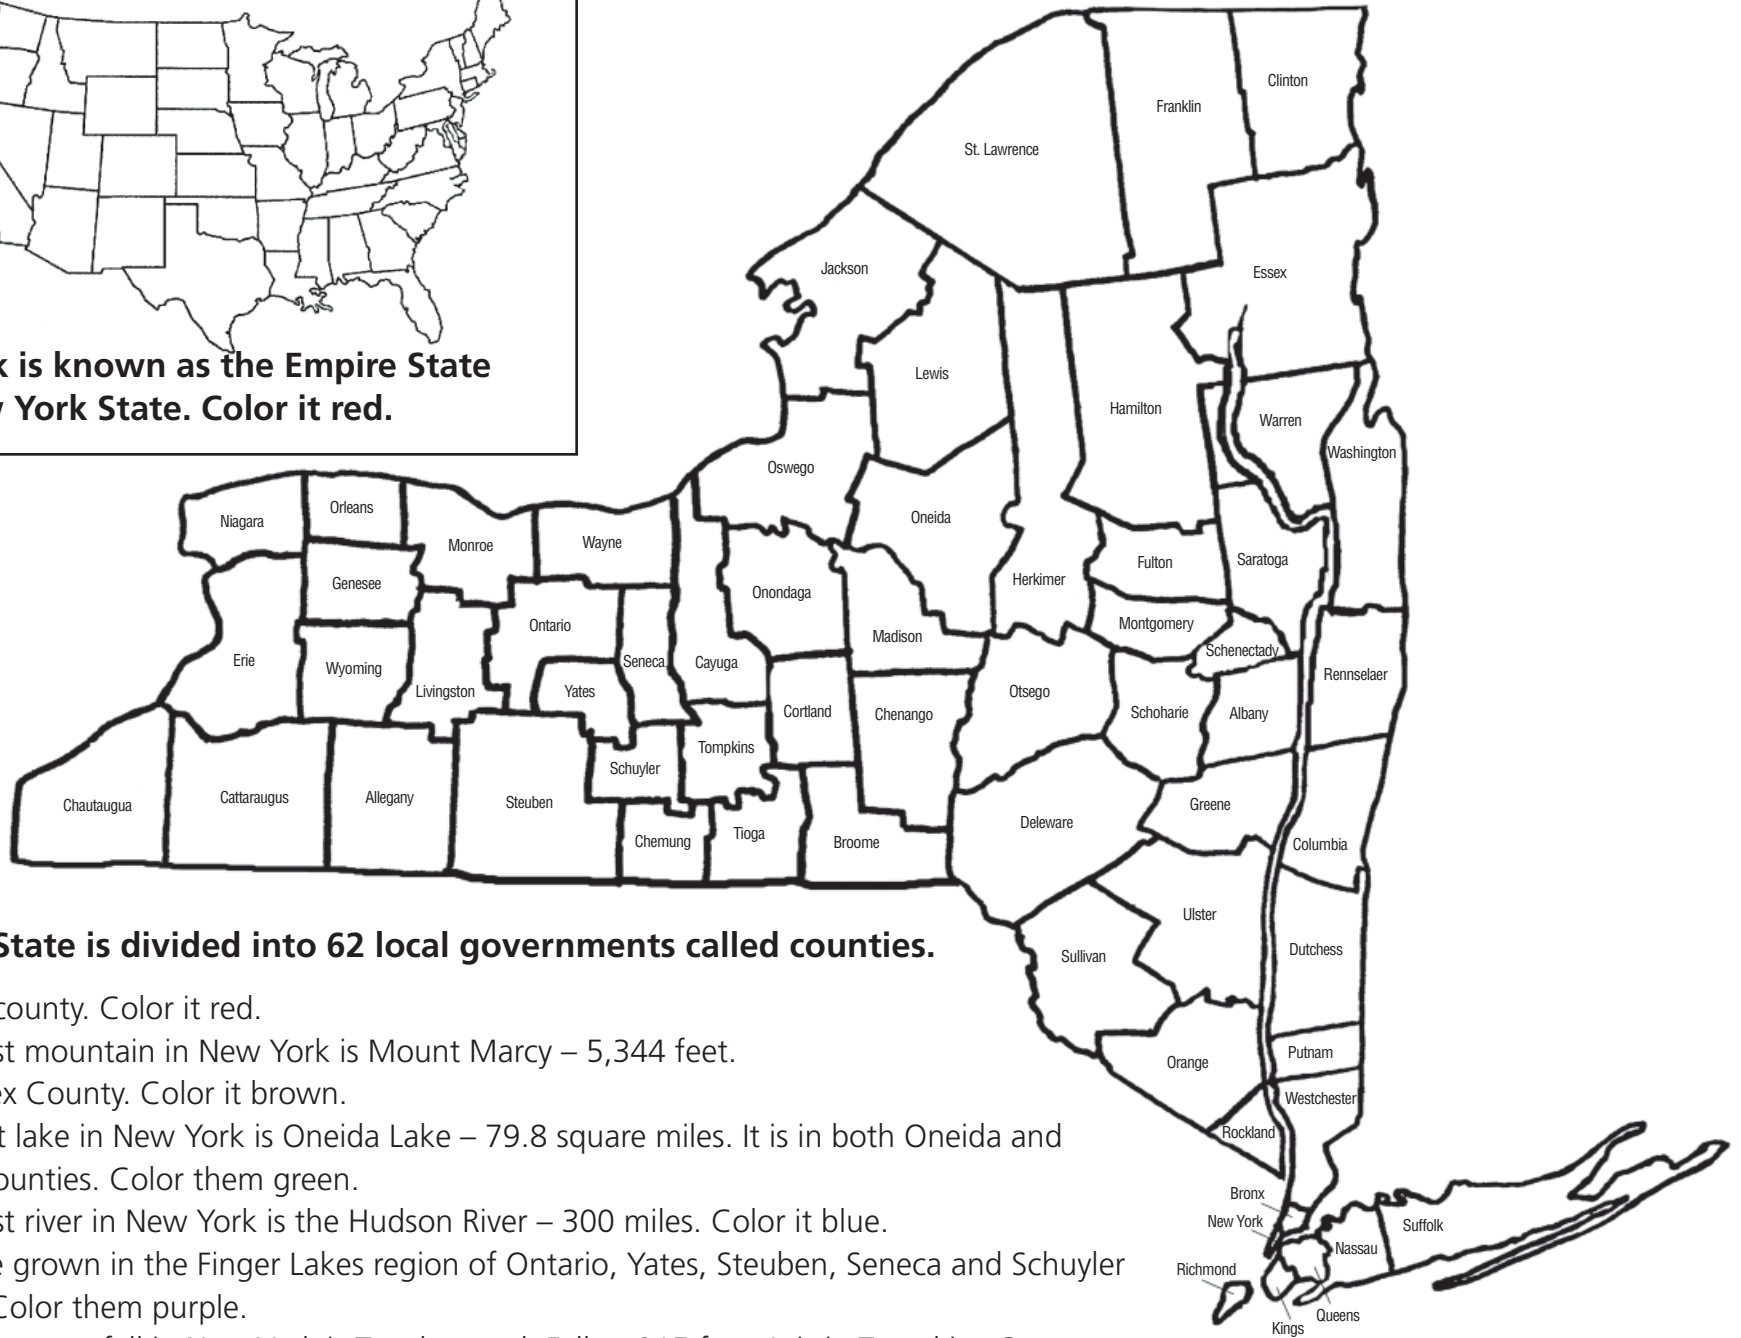 k is known as the Empire State
York State. Color it red.
Clinton
Franklin
St. Lawrence
Jackson
Essex
Lewis
Hamilton
Warren
Washington
Oswego
Oneida
Niagara
Orleans
Monroe
Wayne
Fulton
Saratoga
Genesee
Onondaga
Herkimer
Ontario
Madison
Montgomery
Schenectady
Erie
Wyoming
Livingston
Yates
Seneca
Cayuga
Otsego
Rennselaer
Cortland
Chenango
Schoharie
Albany
Tompkins
Schuyler
Chautaugua
Cattaraugus
Allegany
Steuben
Greene
Deleware
Chemung
Tioga
Broome
Columbia
Ulster
Sullivan
Dutchess
Orange
Putnam
Westchester
Rockland
Bronx
New York
Nassau
Suffolk
Richmond
Queens
Kings
State is divided into 62 local governments called counties.
county. Color it red.
st mountain in New York is Mount Marcy – 5,344 feet.
ex County. Color it brown.
t lake in New York is Oneida Lake – 79.8 square miles. It is in both Oneida and
ounties. Color them green.
st river in New York is the Hudson River – 300 miles. Color it blue.
e grown in the Finger Lakes region of Ontario, Yates, Steuben, Seneca and Schuyler
Color them purple.